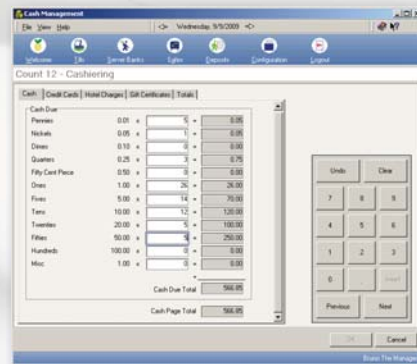 Cash Management
File View Help <> Wednesday, 9/9/2009 <>
Welcome Tills Server Banks Safes Deposits Configuration Logout
Count 12 - Cashiering
Cash Credit Cards Hotel Charges Gift Certificates Totals
Cash Due
Pennies 0.01 x 5 = 0.05
Nickels 0.05 x 1 = 0.05
Dimes 0.10 x 0 = 0.00
Quarters 0.25 x 3 = 0.75
Fifty Cent Piece 0.50 x 0 = 0.00
Ones 1.00 x 26 = 26.00
Fives 5.00 x 14 = 70.00
Tens 10.00 x 12 = 120.00
Twenties 20.00 x 5 = 100.00
Fifties 50.00 x 5 = 250.00
Hundreds 100.00 x 0 = 0.00
Misc 1.00 x 0 = 0.00
Cash Due Total 566.85
Cash Page Total 566.85
Undo Clear
7 8 9
4 5 6
1 2 3
0 .
Previous Next
OK Cancel
Bruno The Manager